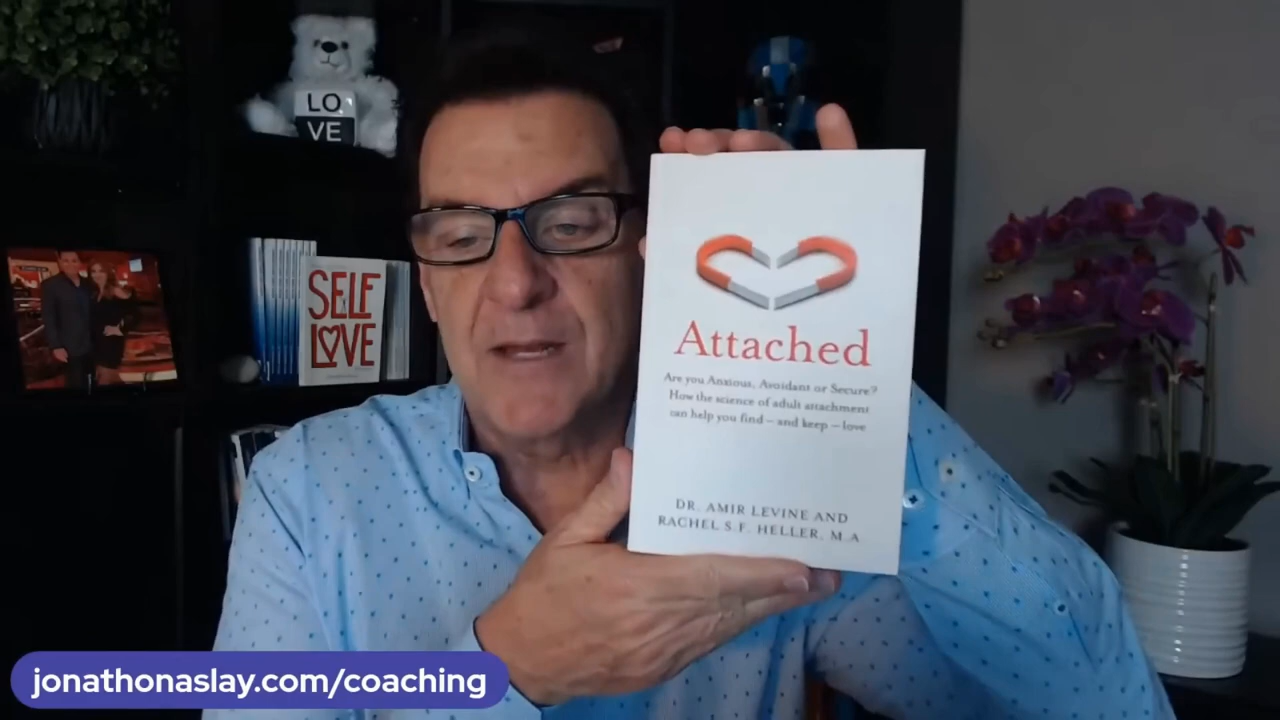 LO
VE
SELF
LOVE
Attached
Are you Anxious, Avoidant or Secure?
How the science of adult attachment
can help you find – and keep – love
DR. AMIR LEVINE AND
RACHEL S.F. HELLER, M.A
jonathonaslay.com/coaching